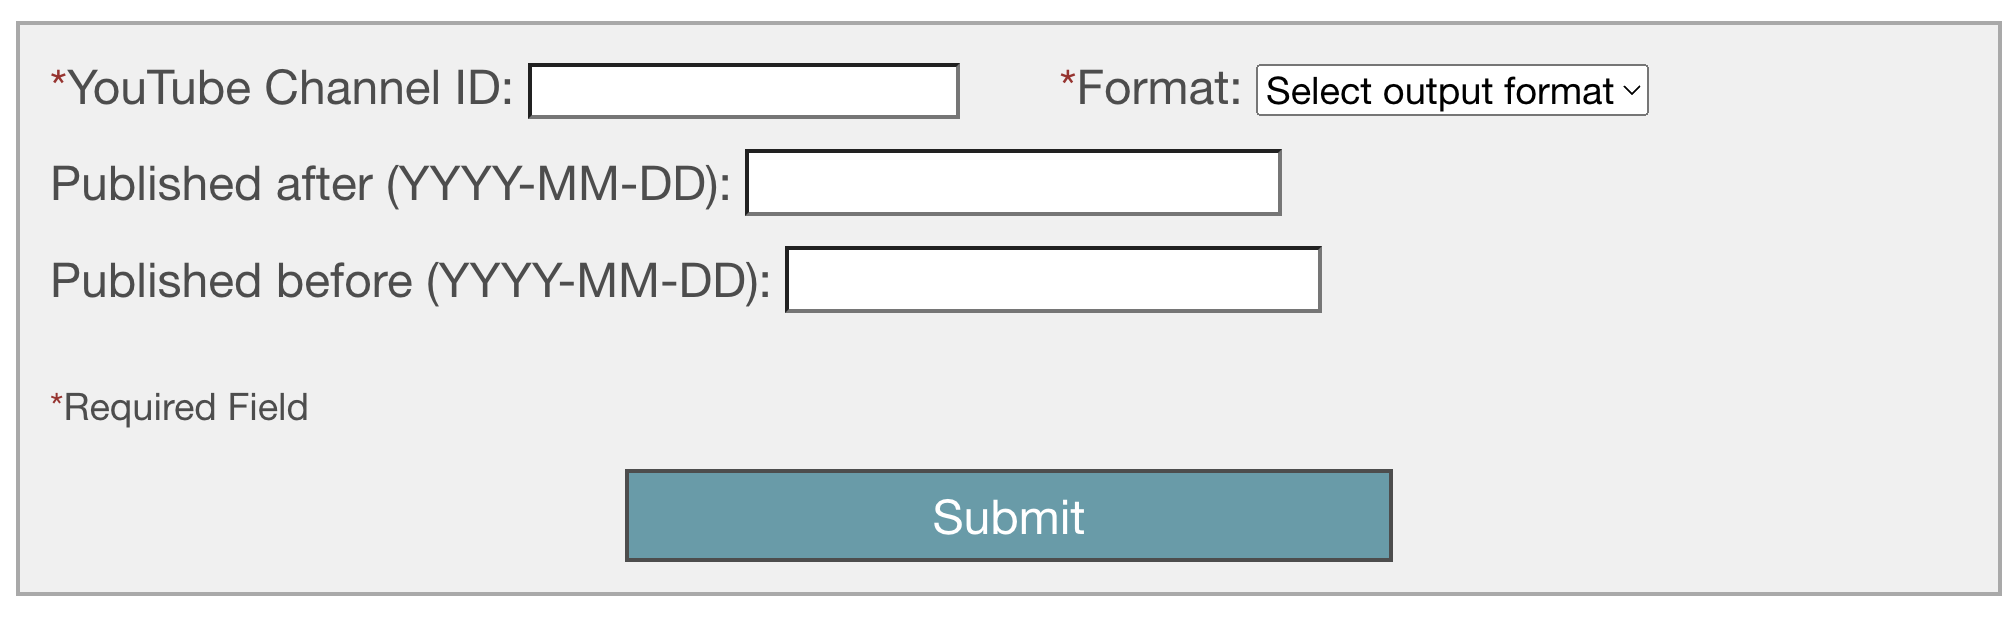 *YouTube Channel ID: *Format: Select output format
Published after (YYYY-MM-DD):
Published before (YYYY-MM-DD):
*Required Field
Submit